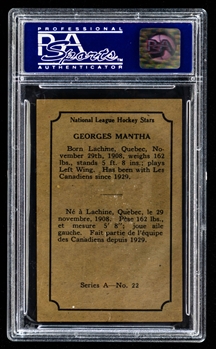 PROFESSIONAL
PSA
Sports
AUTHENTICATOR
National League Hockey Stars
GEORGES MANTHA
Born Lachine, Quebec, No-
vember 29th, 1908, weighs 162
lbs., stands 5 ft. 8 ins; plays
Left Wing. Has been with Les
Canadiens since 1929.
Né à Lachine, Québec, le 29
novembre, 1908. Pèse 162 lbs.,
et mesure 5' 8"; joue aile
gauche. Fait partie de l'équipe
des Canadiens depuis 1929.
Series A—No. 22